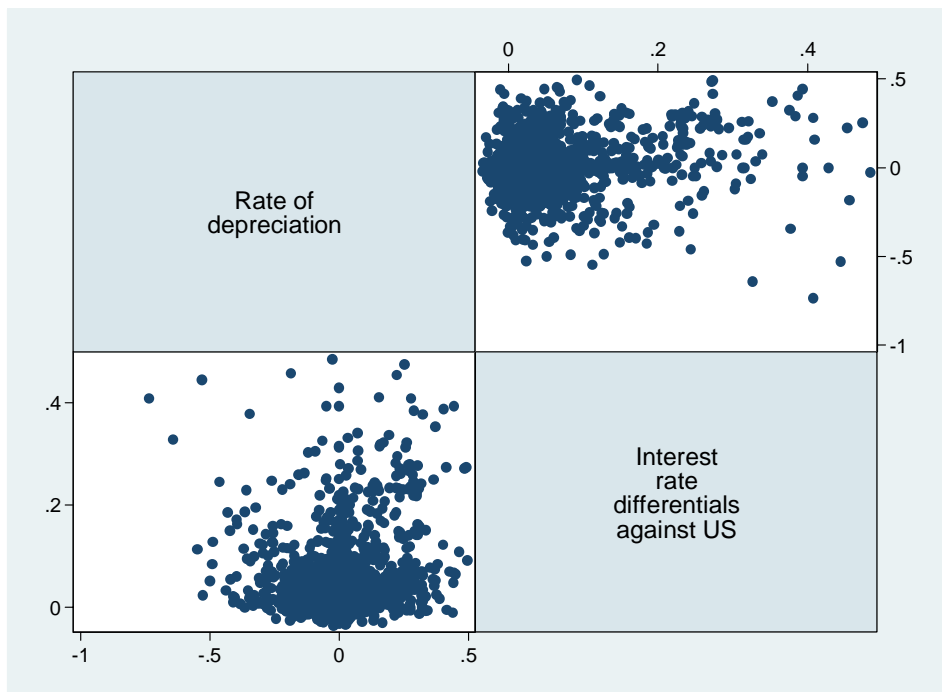 0 .2 .4
.5
0
-.5
-1
Rate of
depreciation
.4
.2
0
Interest
rate
differentials
against US
-1 -.5 0 .5